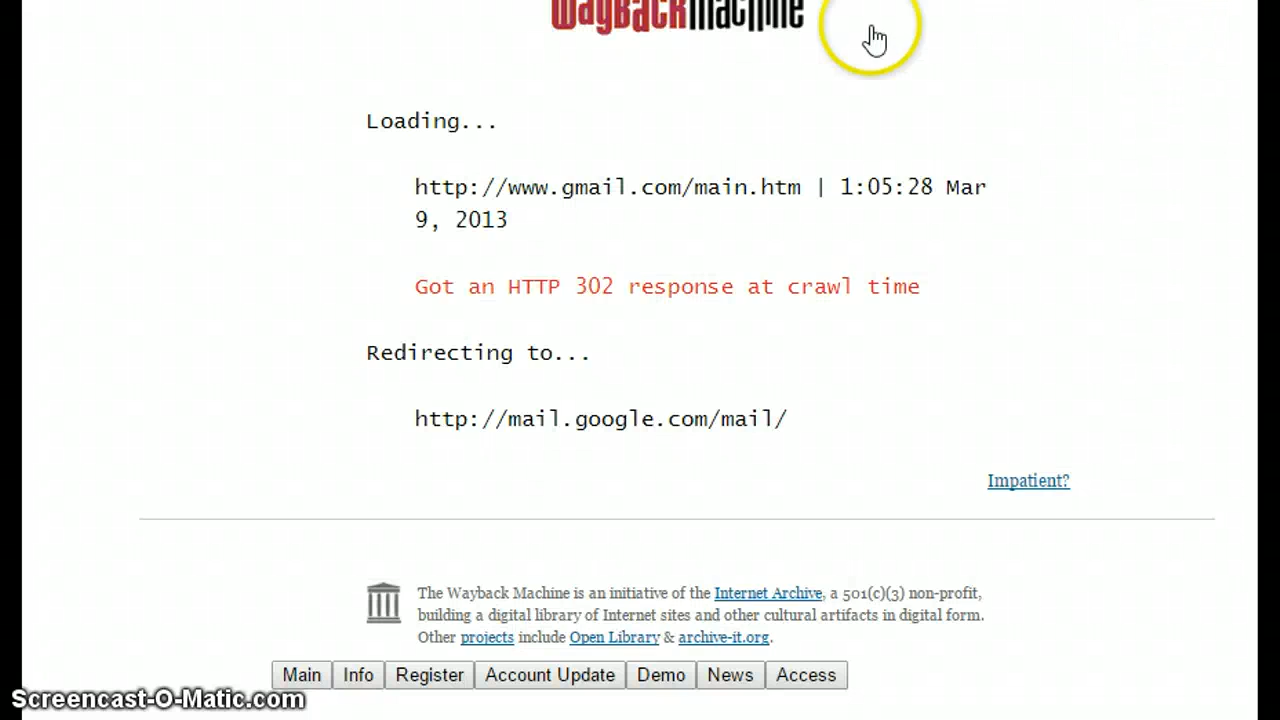 WayBackMachine
Loading...
http://www.gmail.com/main.htm | 1:05:28 Mar
9, 2013
Got an HTTP 302 response at crawl time
Redirecting to...
http://mail.google.com/mail/
Impatient?
The Wayback Machine is an initiative of the Internet Archive, a 501(c)(3) non-profit,
building a digital library of Internet sites and other cultural artifacts in digital form.
Other projects include Open Library & archive-it.org.
Main Info Register Account Update Demo News Access
Screencast-O-Matic.com